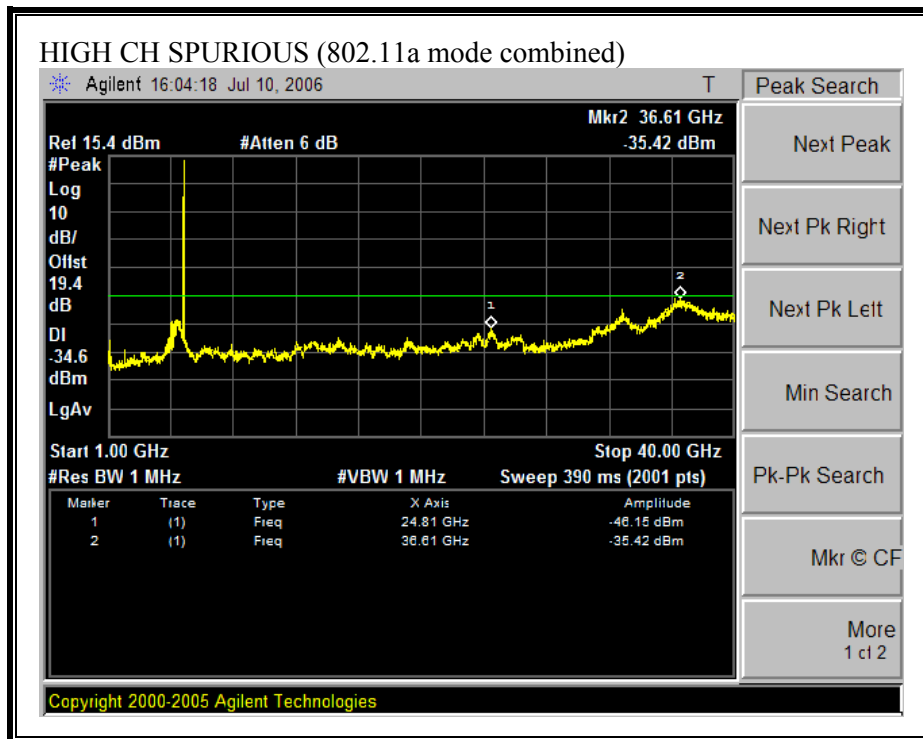 HIGH CH SPURIOUS (802.11a mode combined)
Agilent 16:04:18 Jul 10, 2006 T
Peak Search
Mkr2 36.61 GHz
Ref 15.4 dBm #Atten 6 dB -35.42 dBm
#Peak
Log
10
dB/
Offst
19.4
dB
DI
-34.6
dBm
LgAv
1
2
Start 1.00 GHz Stop 40.00 GHz
#Res BW 1 MHz #VBW 1 MHz Sweep 390 ms (2001 pts)
Marker Trace Type X Axis Amplitude
1 (1) Freq 24.81 GHz -46.15 dBm
2 (1) Freq 36.61 GHz -35.42 dBm
Next Peak
Next Pk Right
Next Pk Left
Min Search
Pk-Pk Search
Mkr © CF
More
1 of 2
Copyright 2000-2005 Agilent Technologies